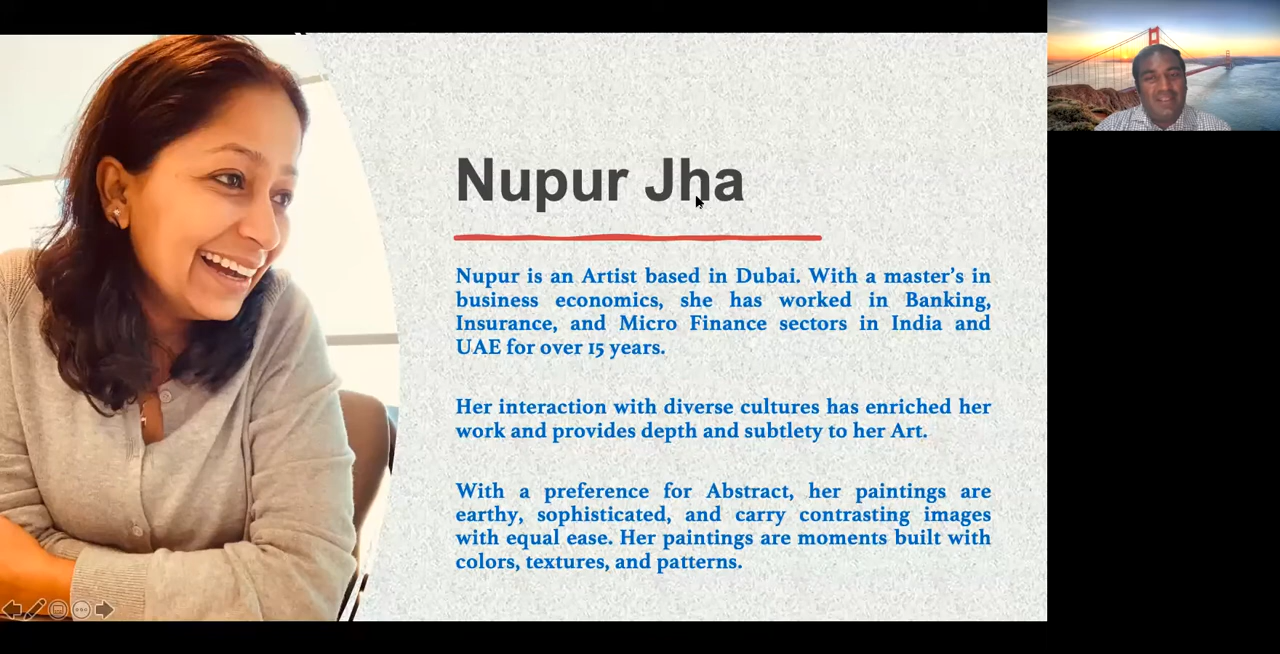 Nupur Jha
Nupur is an Artist based in Dubai. With a master's in
business economics, she has worked in Banking,
Insurance, and Micro Finance sectors in India and
UAE for over 15 years.
Her interaction with diverse cultures has enriched her
work and provides depth and subtlety to her Art.
With a preference for Abstract, her paintings are
earthy, sophisticated, and carry contrasting images
with equal ease. Her paintings are moments built with
colors, textures, and patterns.